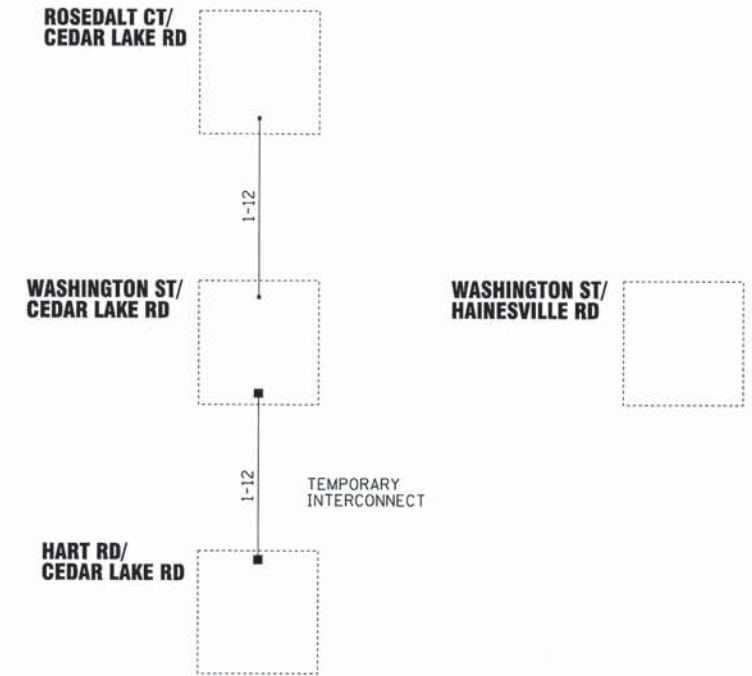 ROSEDALT CT/
CEDAR LAKE RD
1-12
WASHINGTON ST/
CEDAR LAKE RD
WASHINGTON ST/
HAINESVILLE RD
1-12
TEMPORARY
INTERCONNECT
HART RD/
CEDAR LAKE RD